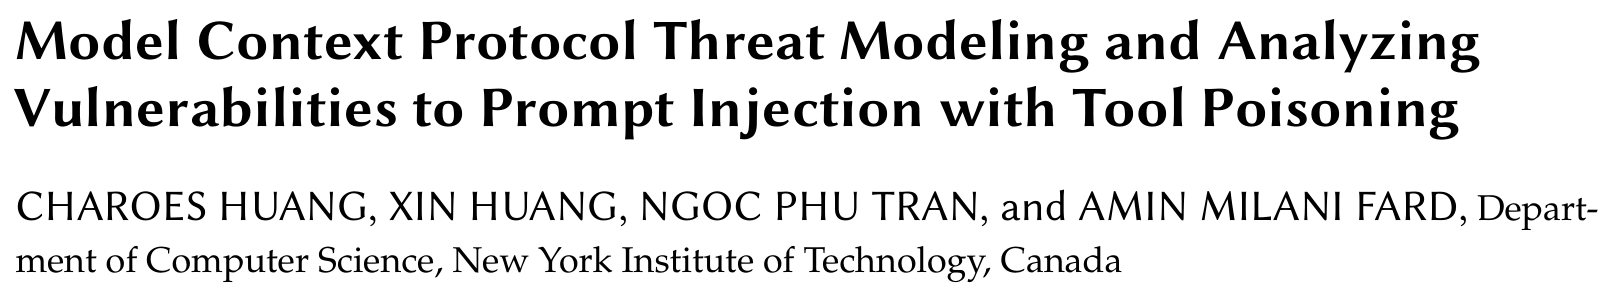 Model Context Protocol Threat Modeling and Analyzing
Vulnerabilities to Prompt Injection with Tool Poisoning
CHAROES HUANG, XIN HUANG, NGOC PHU TRAN, and AMIN MILANI FARD, Depart-
ment of Computer Science, New York Institute of Technology, Canada